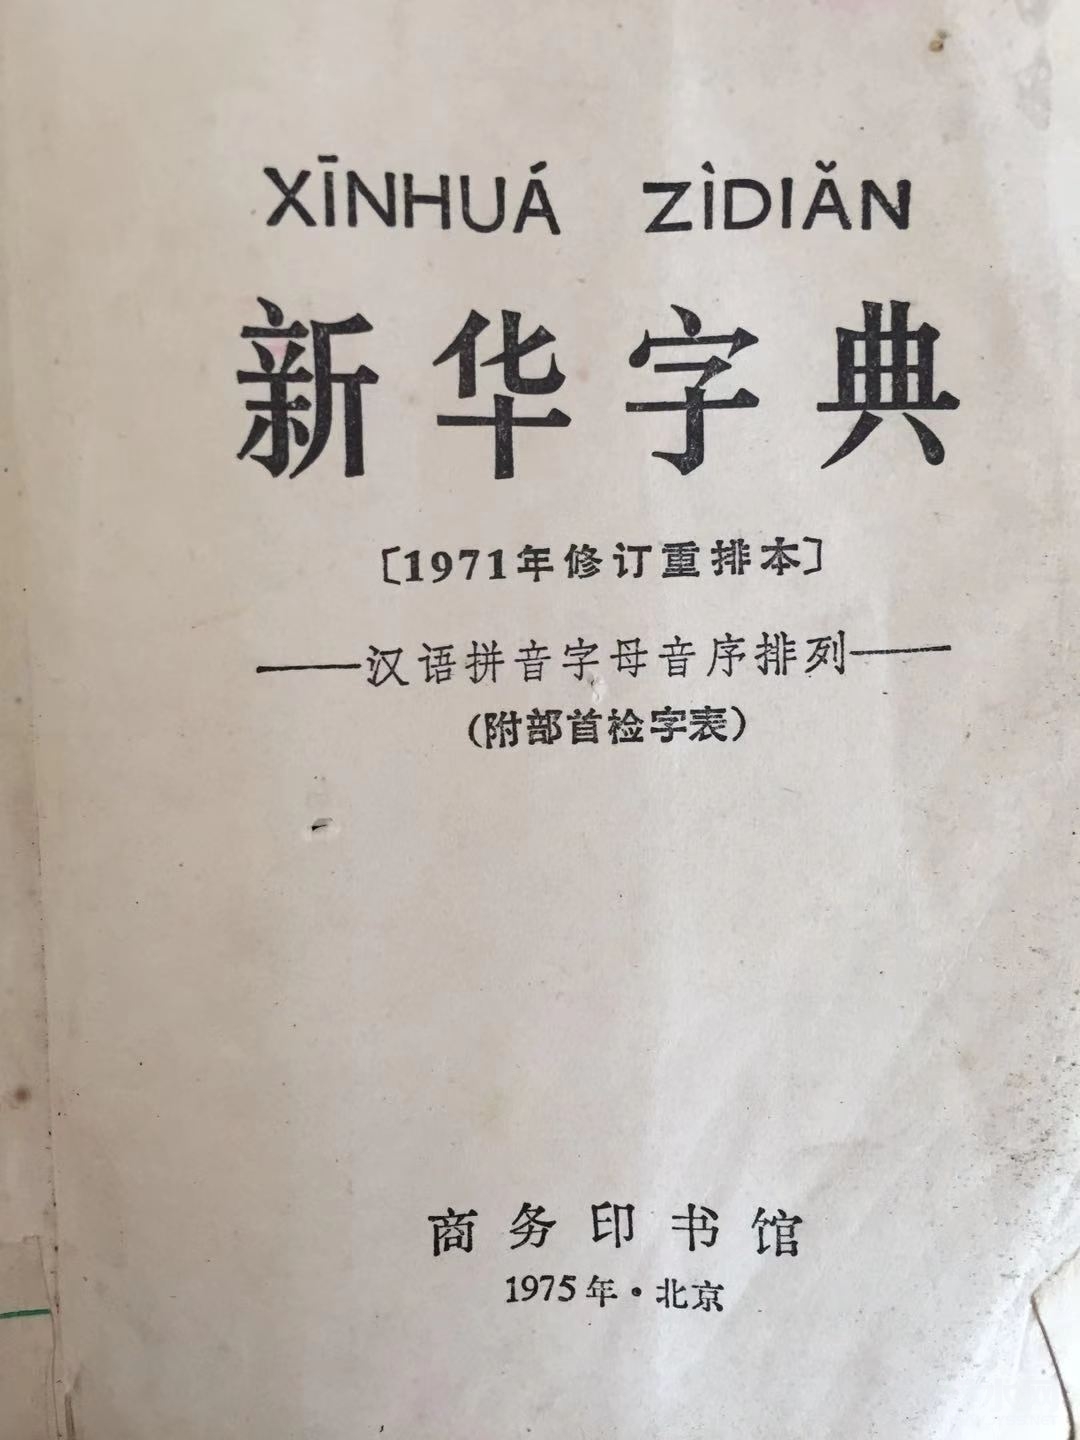 XĪNHUÁ ZÌDIǍN
新华字典
〔1971年修订重排本〕
——汉语拼音字母音序排列——
(附部首检字表)
商务印书馆
1975年·北京